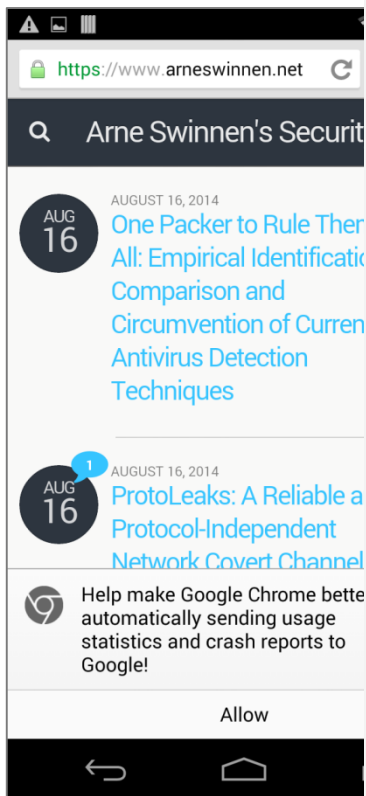 https://www.arneswinnen.net
Arne Swinnen's Securit
AUG
16
AUGUST 16, 2014
One Packer to Rule Ther
All: Empirical Identificatio
Comparison and
Circumvention of Curren
Antivirus Detection
Techniques
1
AUG
16
AUGUST 16, 2014
ProtoLeaks: A Reliable a
Protocol-Independent
Network Covert Channel
Help make Google Chrome bette
automatically sending usage
statistics and crash reports to
Google!
Allow